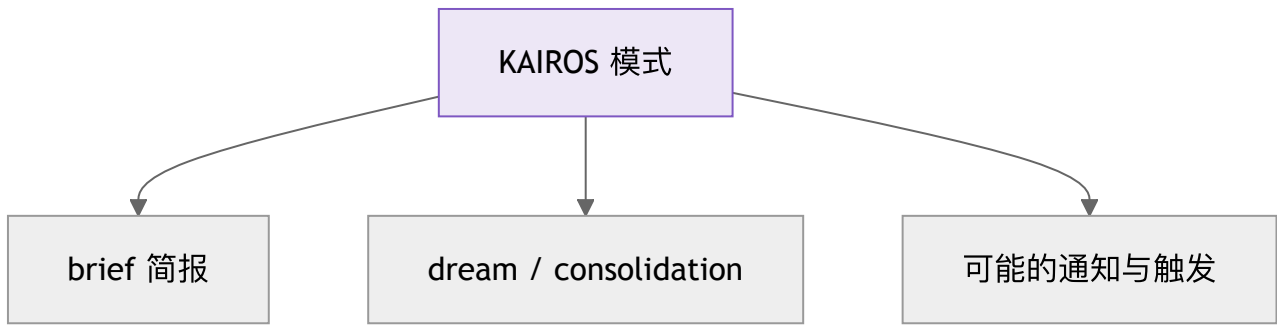 KAIROS 模式
brief 简报
dream / consolidation
可能的通知与触发